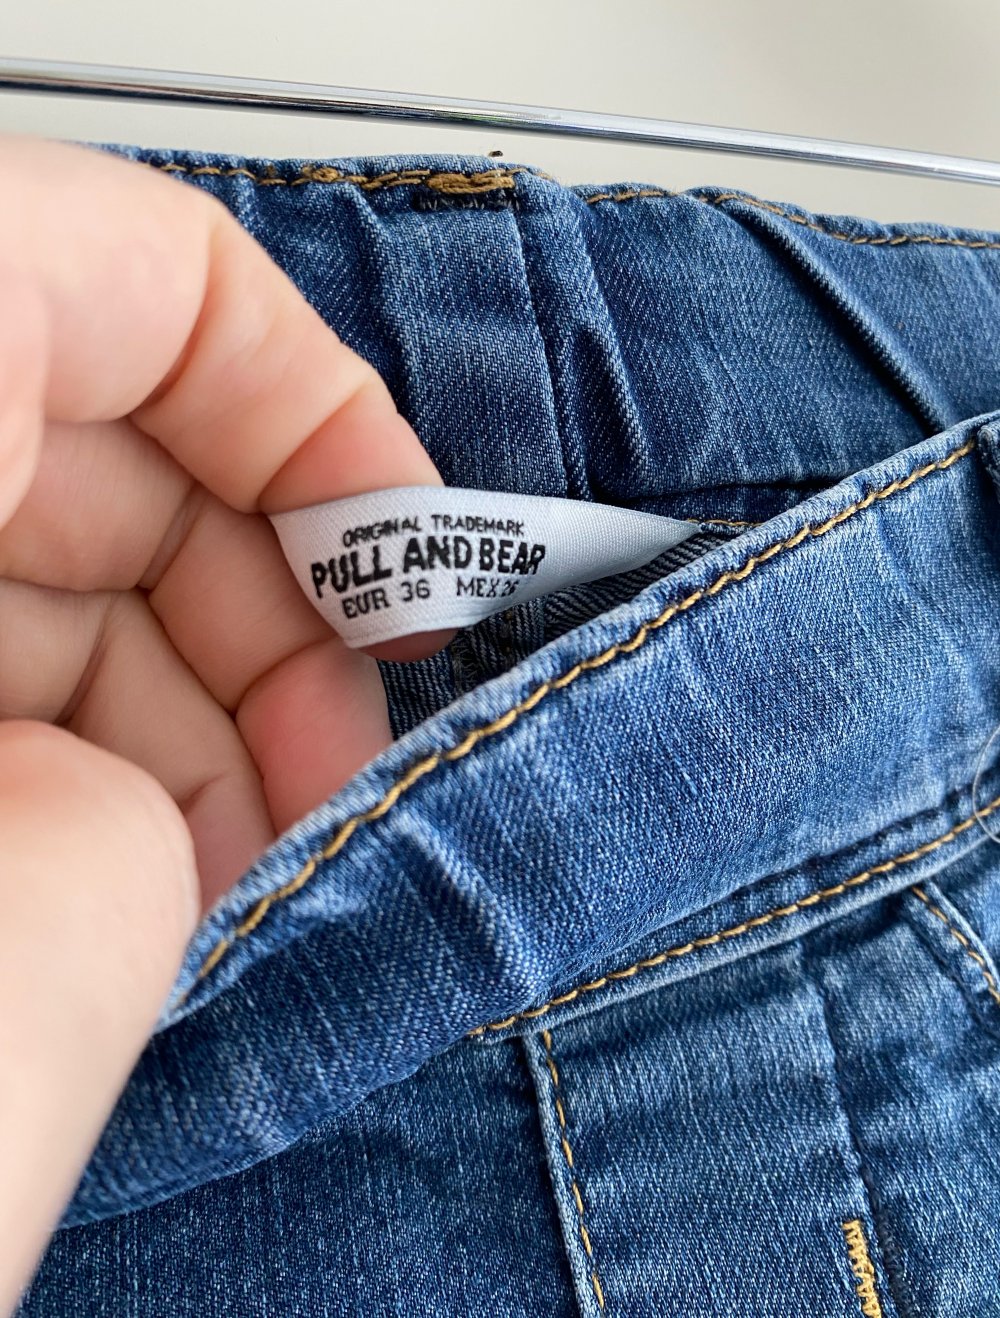 ORIGINAL TRADEMARK
PULL AND BEAR
EUR 36 MEX 26